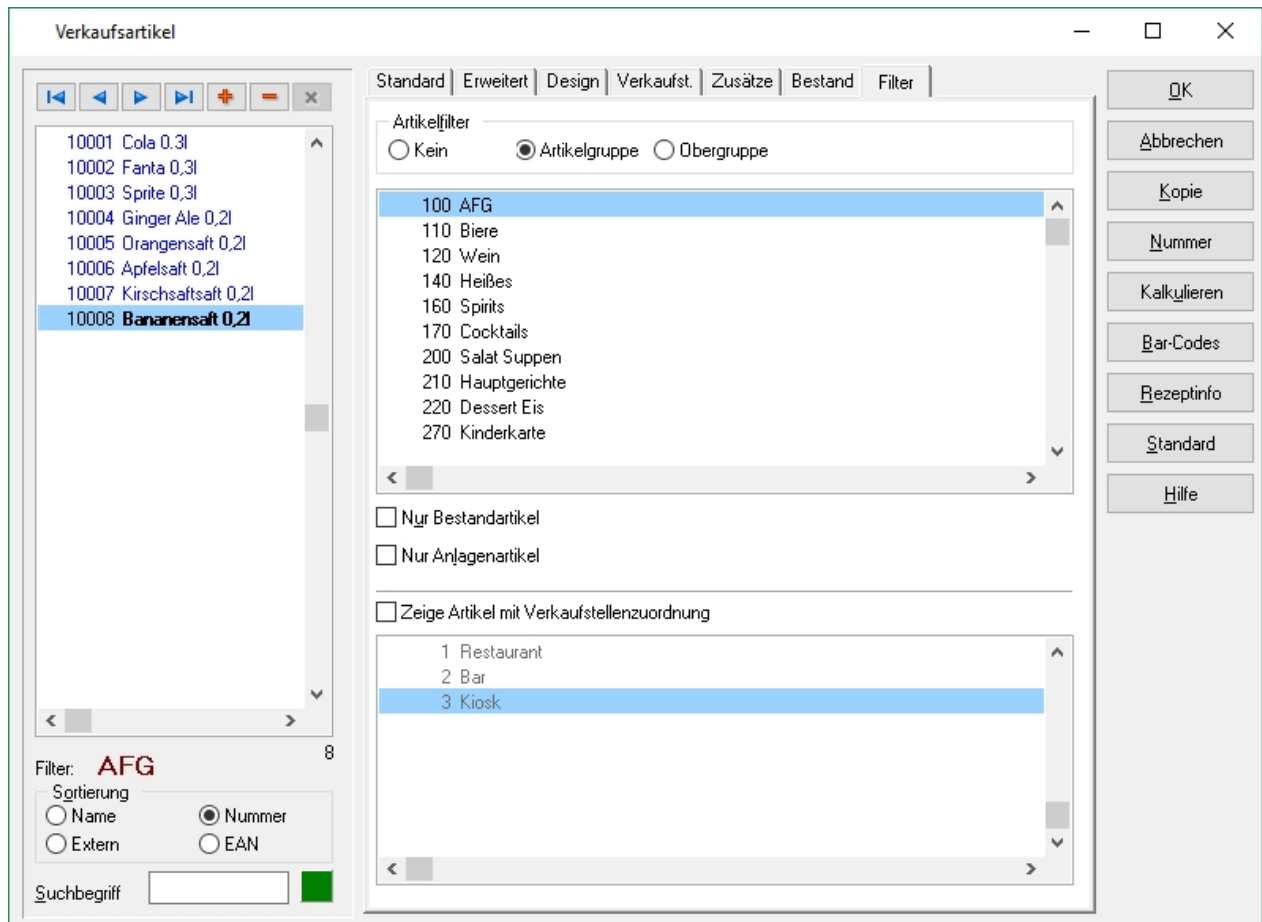 Verkaufsartikel
10001 Cola 0.3l
10002 Fanta 0,3l
10003 Sprite 0,3l
10004 Ginger Ale 0,2l
10005 Orangensaft 0,2l
10006 Apfelsaft 0,2l
10007 Kirschsaftsaft 0,2l
10008 Bananensaft 0,2l
8
Filter: AFG
Sortierung
Name Nummer
Extern EAN
Suchbegriff
Standard Erweitert Design Verkaufst. Zusätze Bestand Filter
Artikelfilter
Kein Artikelgruppe Obergruppe
100 AFG
110 Biere
120 Wein
140 Heißes
160 Spirits
170 Cocktails
200 Salat Suppen
210 Hauptgerichte
220 Dessert Eis
270 Kinderkarte
Nur Bestandartikel
Nur Anlagenartikel
Zeige Artikel mit Verkaufstellenzuordnung
1 Restaurant
2 Bar
3 Kiosk
OK
Abbrechen
Kopie
Nummer
Kalkulieren
Bar-Codes
Rezeptinfo
Standard
Hilfe